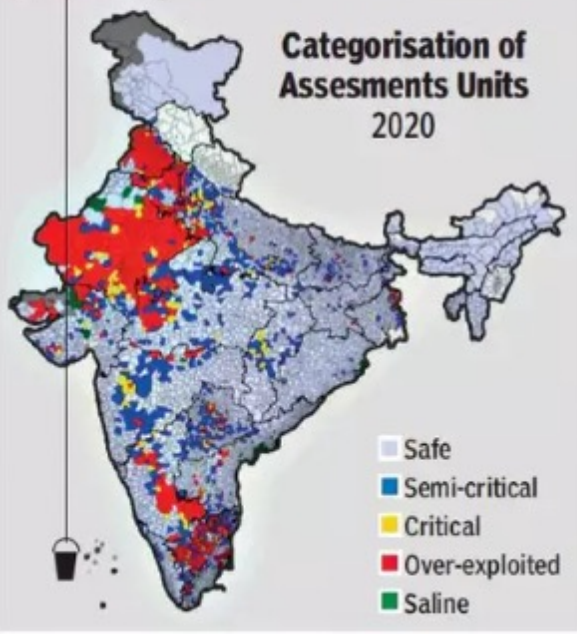 Categorisation of
Assesments Units
2020
Safe
Semi-critical
Critical
Over-exploited
Saline